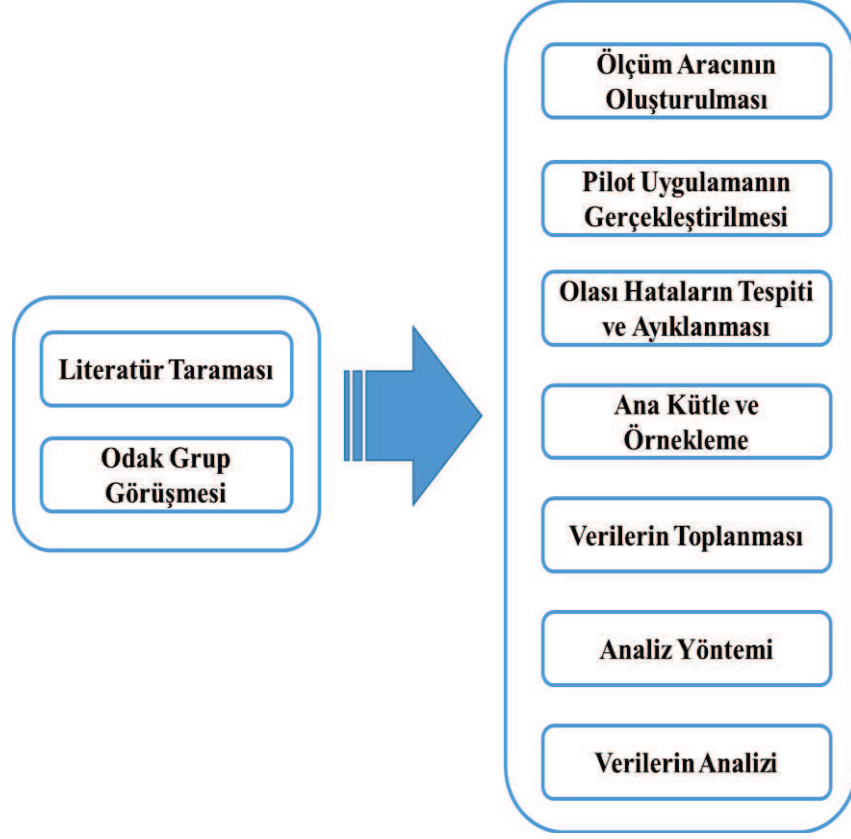 Literatür Taraması
Odak Grup
Görüşmesi
Ölçüm Aracının
Oluşturulması
Pilot Uygulamanın
Gerçekleştirilmesi
Olası Hataların Tespiti
ve Ayıklanması
Ana Kütle ve
Örnekleme
Verilerin Toplanması
Analiz Yöntemi
Verilerin Analizi